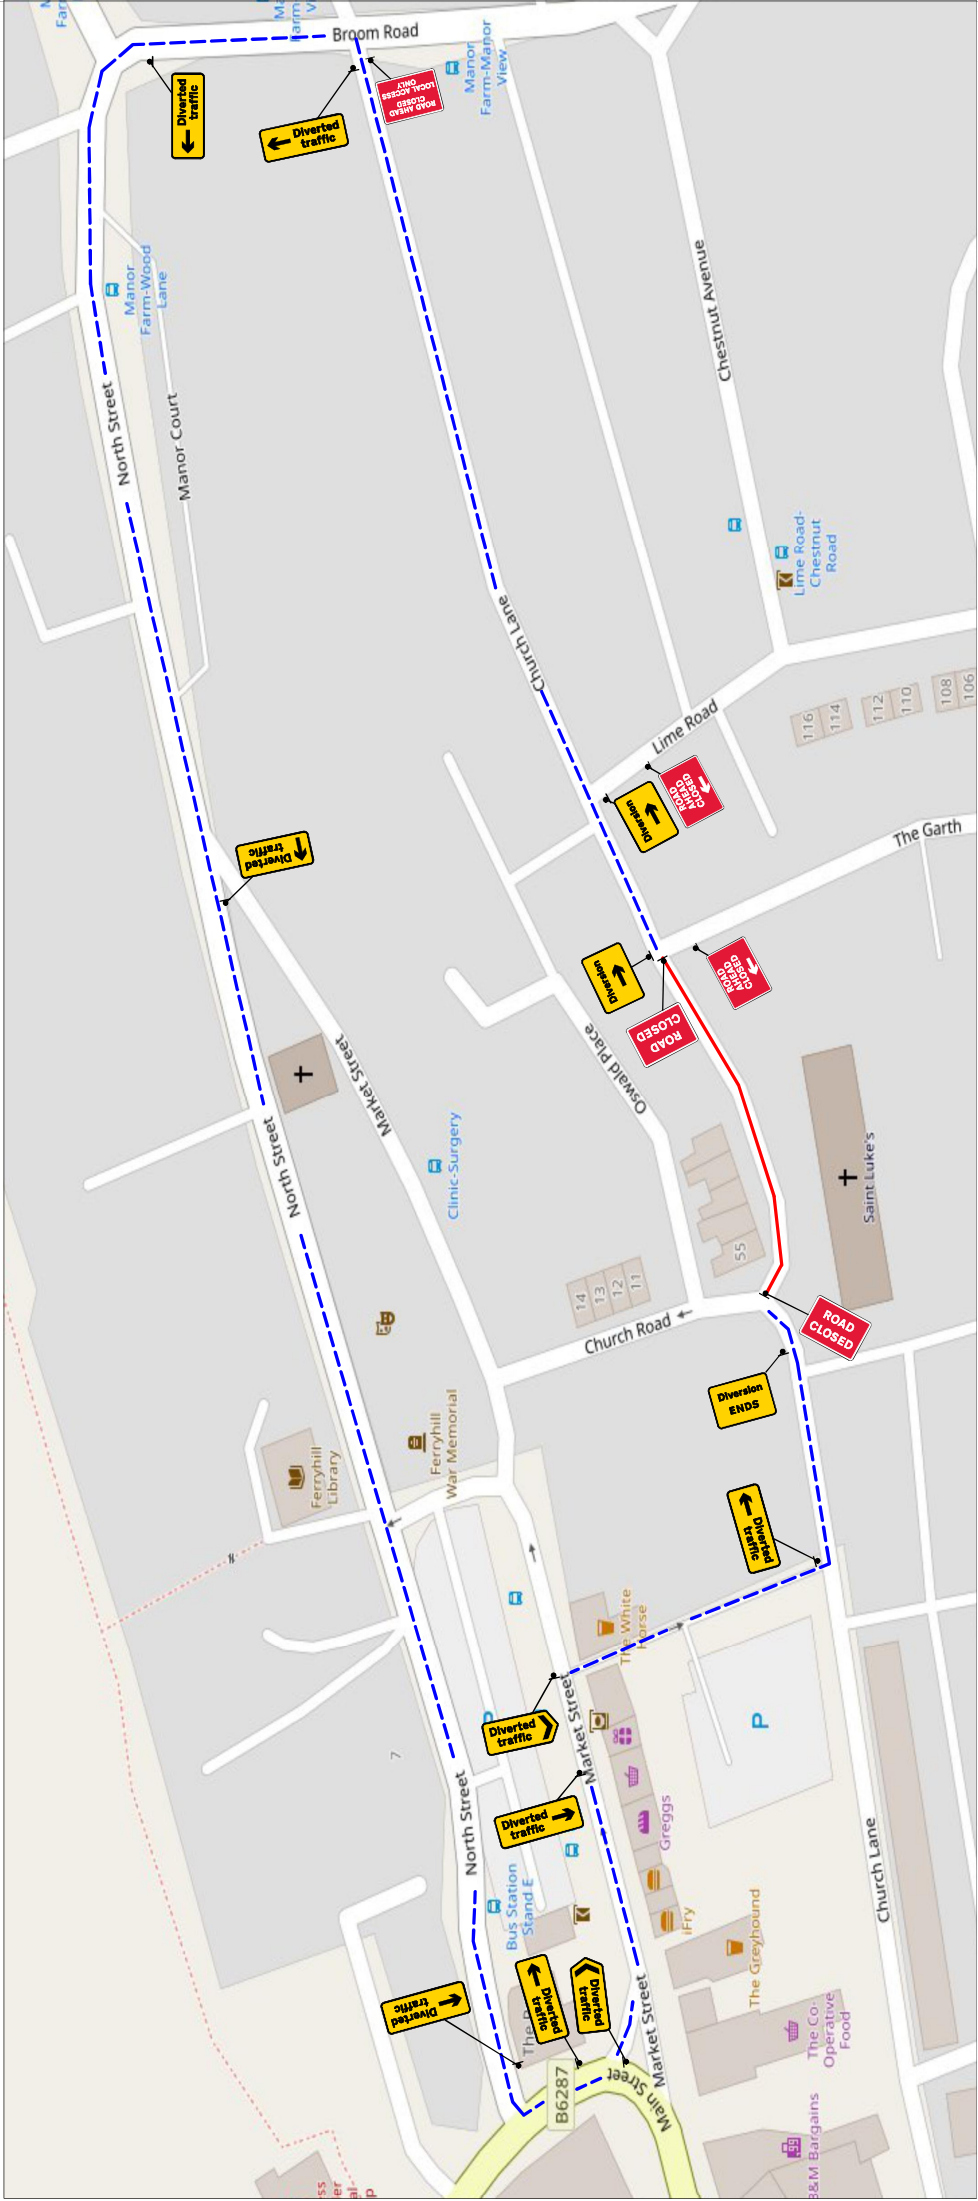 Broom Road
Manor
Farm-Manor
View
Diverted
traffic
Diverted
traffic
ROAD AHEAD
CLOSED
LOCAL ACCESS
ONLY
Manor
Farm-Wood
Lane
North Street
Manor Court
Chestnut Avenue
Lime Road-
Chestnut
Road
Church Lane
Lime Road
116
114
112
110
108
106
ROAD
AHEAD
CLOSED
Diversion
The Garth
Diverted
traffic
Diversion
ROAD
AHEAD
CLOSED
ROAD
CLOSED
Market Street
Oswald Place
North Street
Clinic-Surgery
Saint Luke's
55
14
13
12
11
Church Road
ROAD
CLOSED
Diversion
ENDS
Ferryhill
War Memorial
Ferryhill
Library
Diverted
traffic
The White
Horse
Diverted
traffic
Market Street
P
7
North Street
Diverted
traffic
Greggs
Church Lane
Bus Station
Stand E
iFry
The Greyhound
Diverted
traffic
Diverted
traffic
Diverted
traffic
Market Street
Main Street
B6287
The Co-
Operative
Food
B&M Bargains